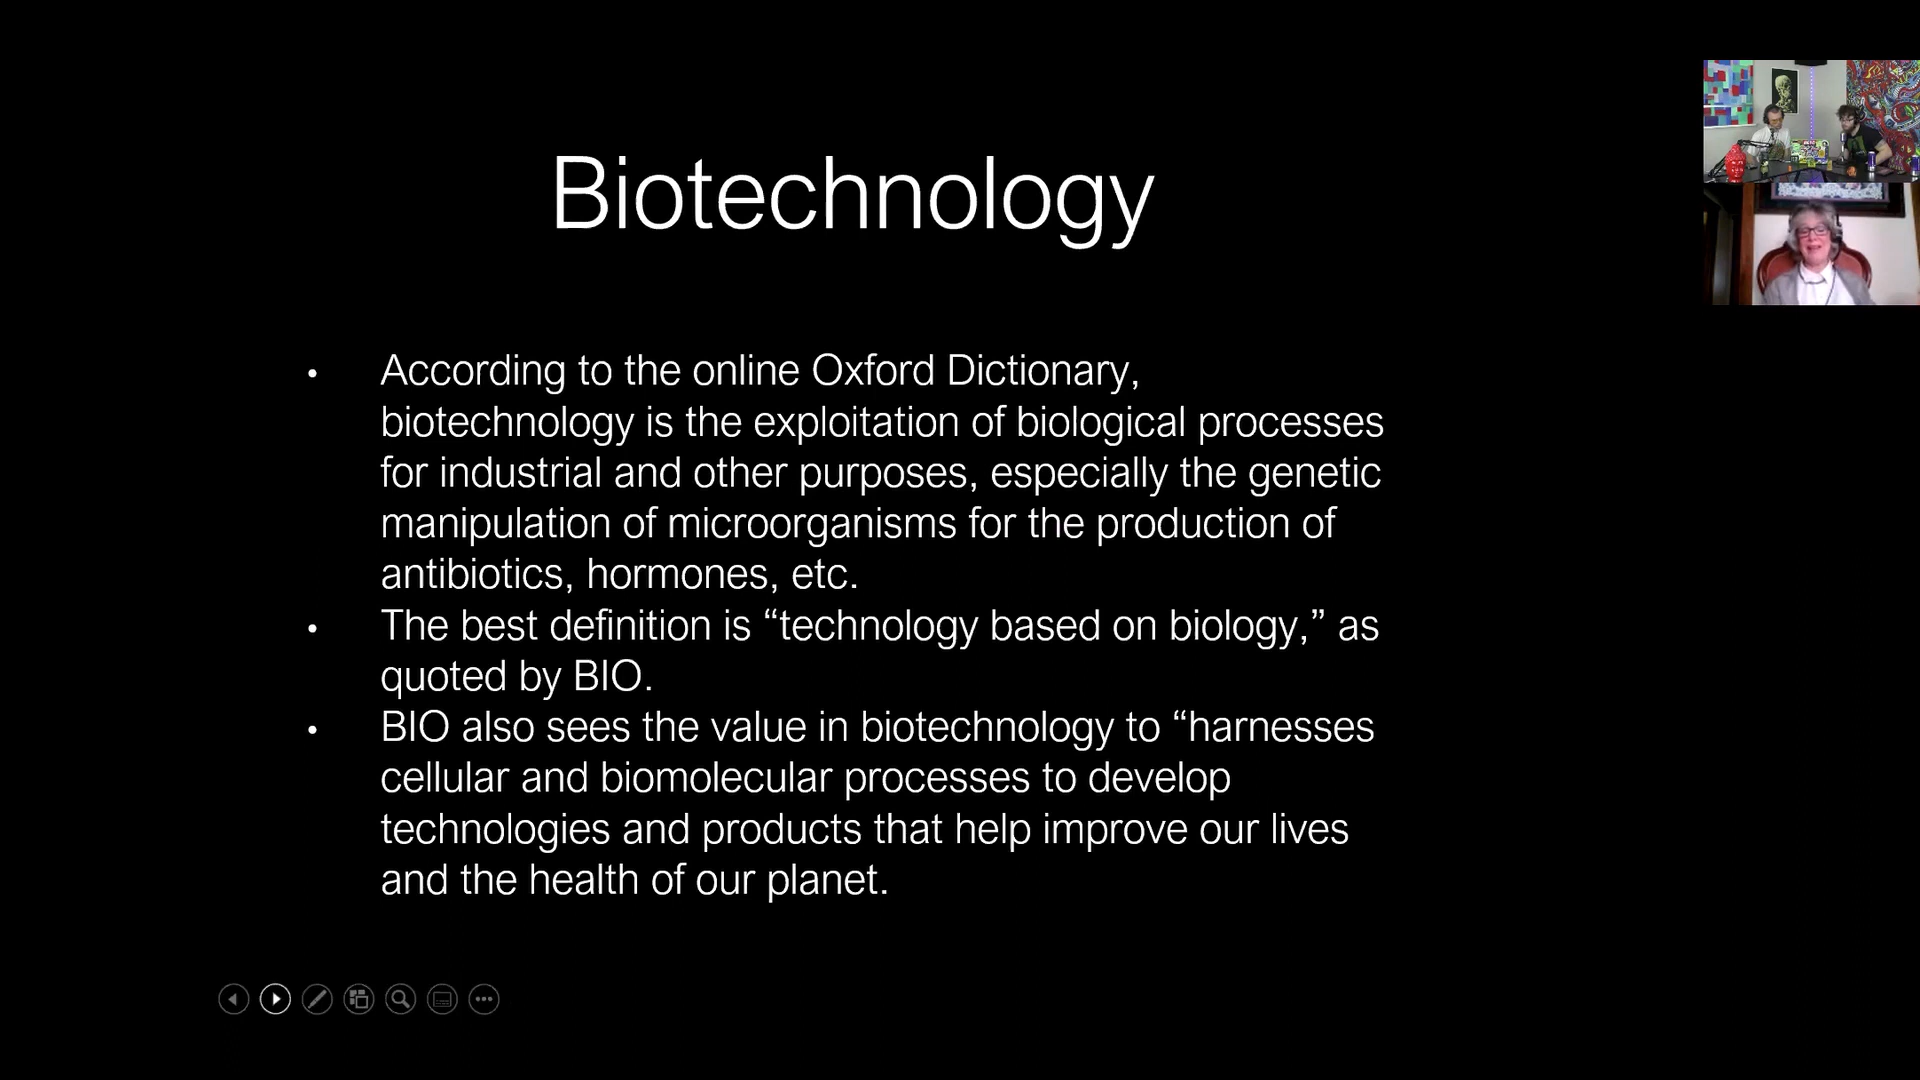 Biotechnology
• According to the online Oxford Dictionary,
biotechnology is the exploitation of biological processes
for industrial and other purposes, especially the genetic
manipulation of microorganisms for the production of
antibiotics, hormones, etc.
• The best definition is “technology based on biology,” as
quoted by BIO.
• BIO also sees the value in biotechnology to “harnesses
cellular and biomolecular processes to develop
technologies and products that help improve our lives
and the health of our planet.